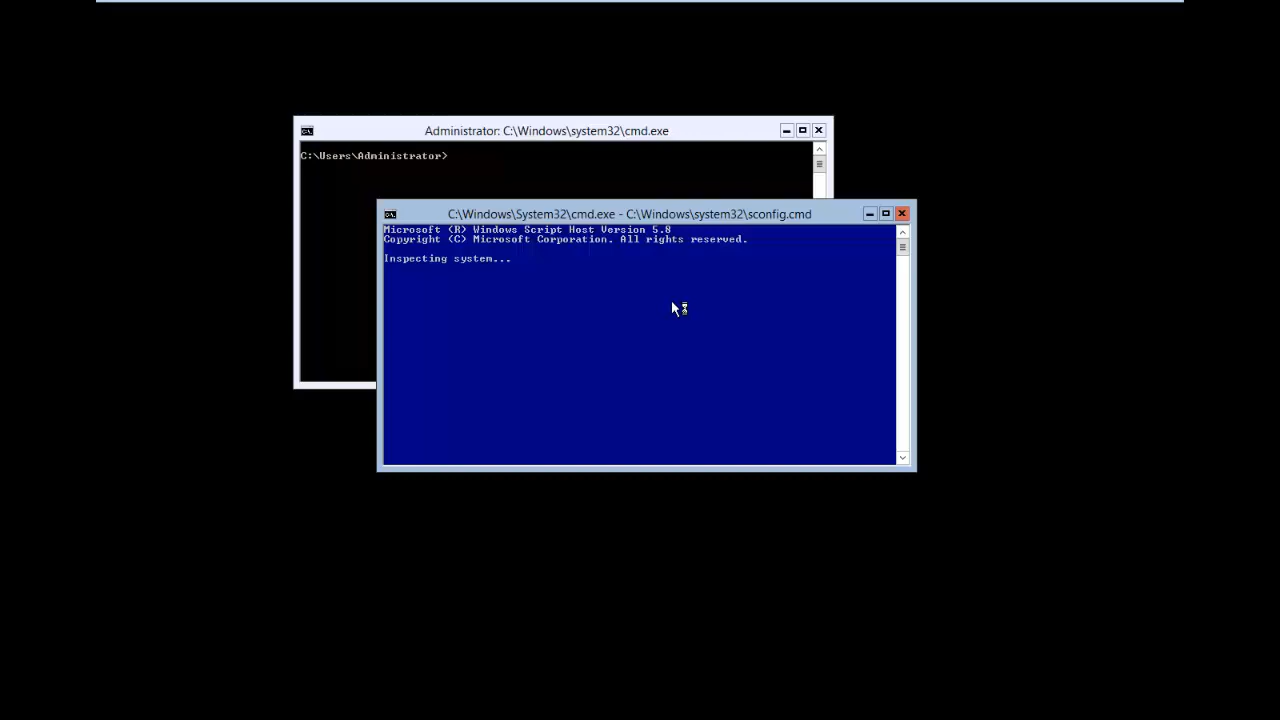 Administrator: C:\Windows\system32\cmd.exe
C:\Users\Administrator>
C:\Windows\System32\cmd.exe - C:\Windows\system32\sconfig.cmd
Microsoft (R) Windows Script Host Version 5.8
Copyright (C) Microsoft Corporation. All rights reserved.
Inspecting system...